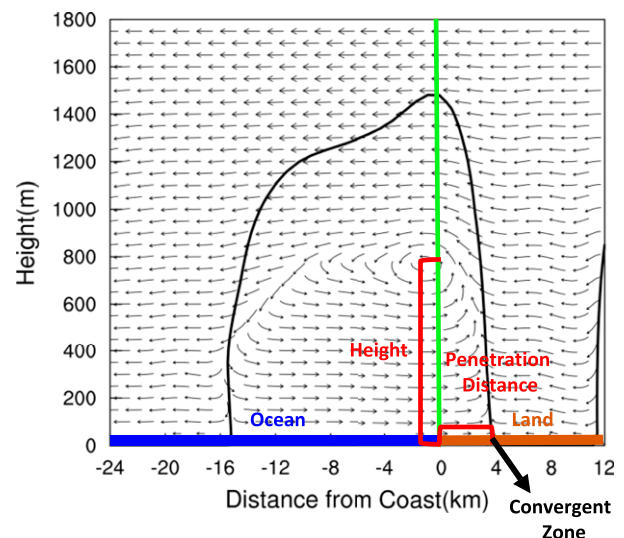 1800
1600
1400
1200
1000
800
600
400
200
0
Height(m)
Height
Penetration
Distance
Ocean
Land
-24 -20 -16 -12 -8 -4 0 4 8 12
Distance from Coast(km)
Convergent
Zone